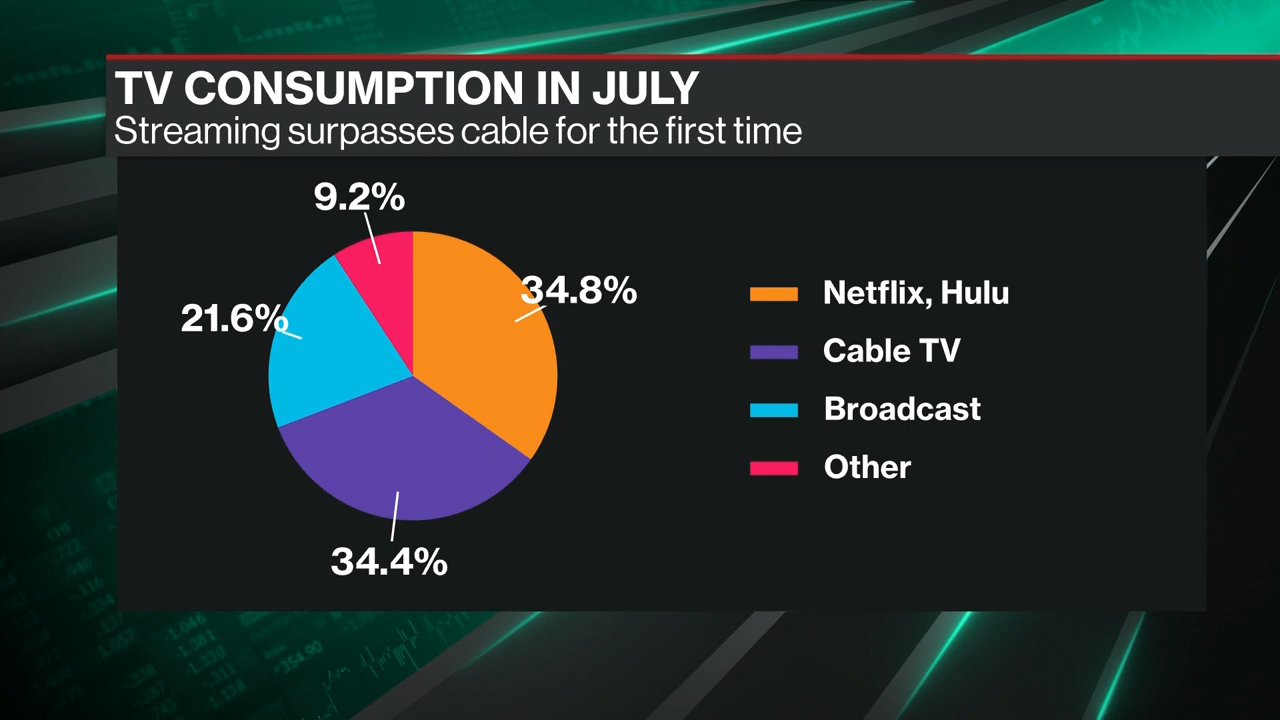 TV CONSUMPTION IN JULY
Streaming surpasses cable for the first time
9.2%
34.8%
21.6%
34.4%
Netflix, Hulu
Cable TV
Broadcast
Other